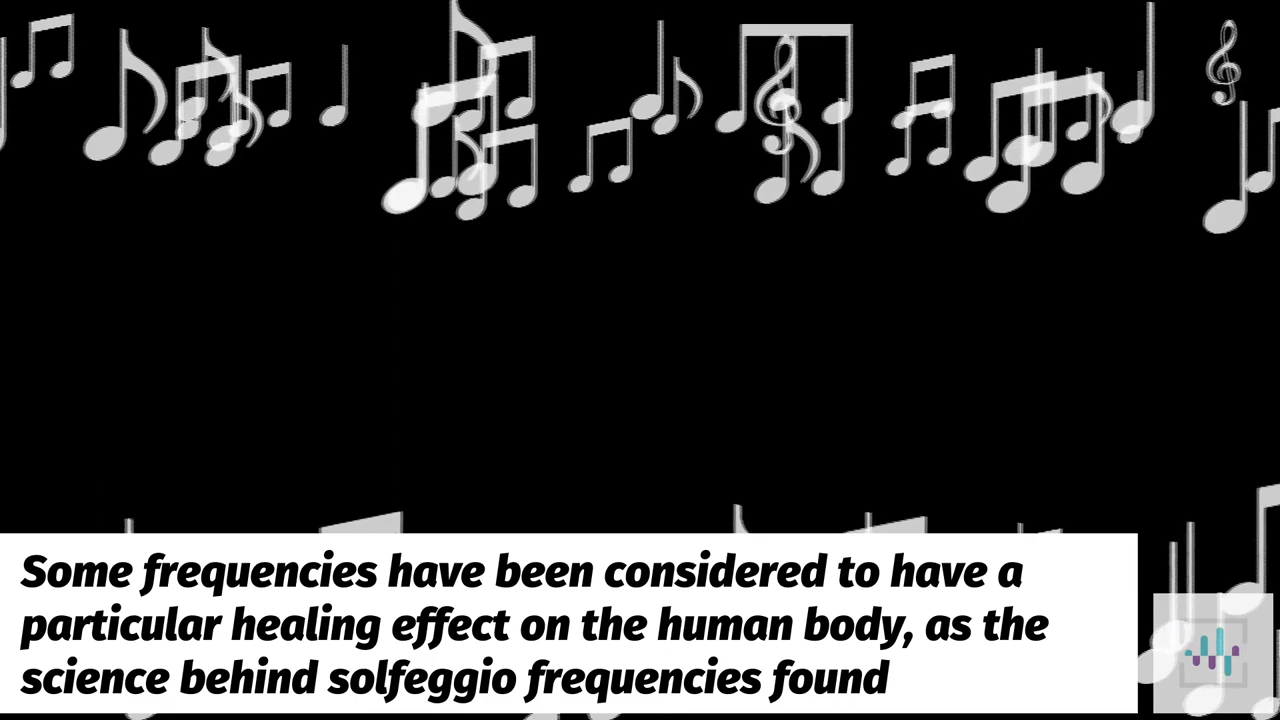 Some frequencies have been considered to have a
particular healing effect on the human body, as the
science behind solfeggio frequencies found